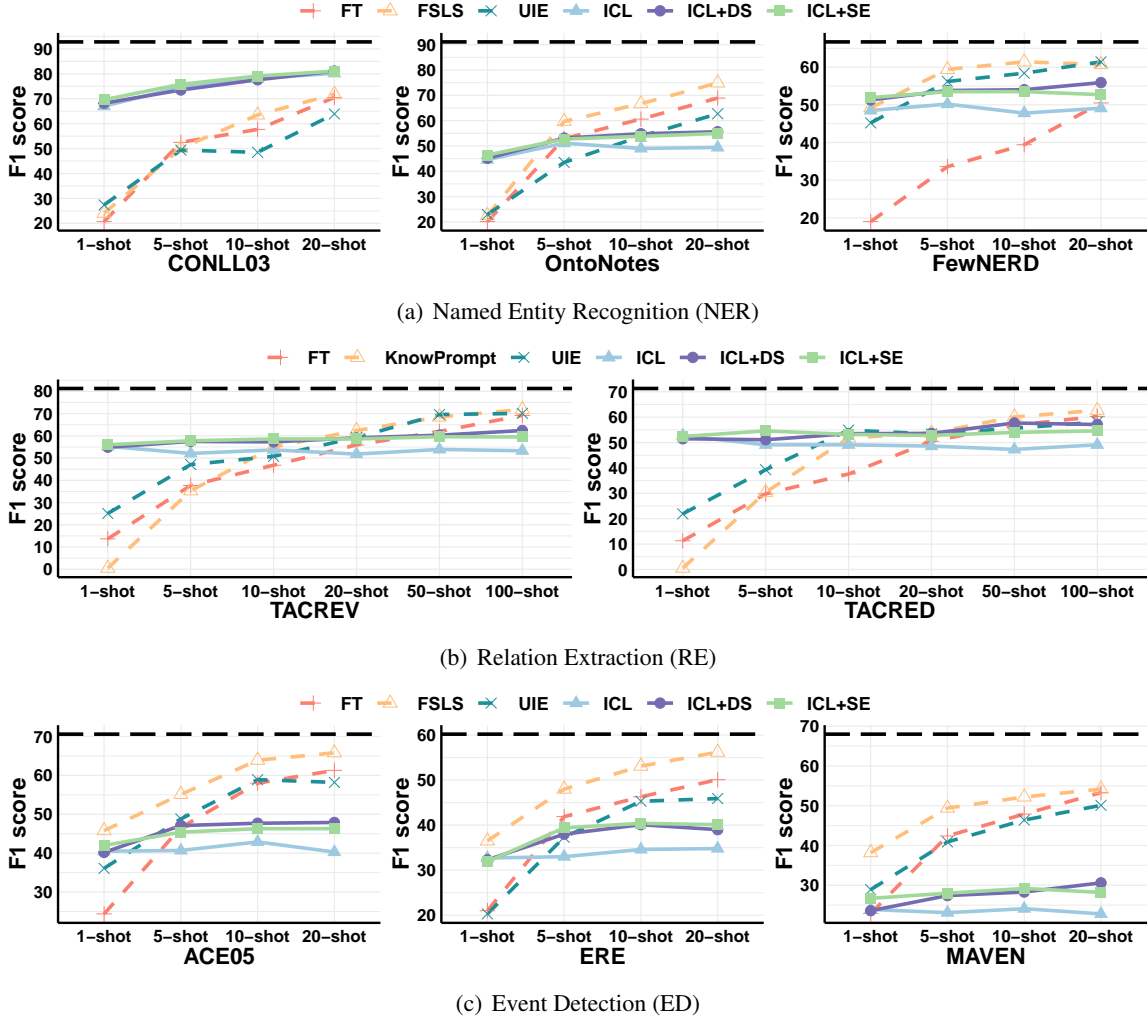 FT FSLS UIE ICL ICL+DS ICL+SE
F1 score
90
80
70
60
50
40
30
20
1−shot 5−shot 10−shot 20−shot
CONLL03
F1 score
90
80
70
60
50
40
30
20
1−shot 5−shot 10−shot 20−shot
OntoNotes
F1 score
60
50
40
30
20
1−shot 5−shot 10−shot 20−shot
FewNERD
(a) Named Entity Recognition (NER)
FT KnowPrompt UIE ICL ICL+DS ICL+SE
F1 score
80
70
60
50
40
30
20
10
0
1−shot 5−shot 10−shot 20−shot 50−shot 100−shot
TACREV
F1 score
70
60
50
40
30
20
10
0
1−shot 5−shot 10−shot 20−shot 50−shot 100−shot
TACRED
(b) Relation Extraction (RE)
FT FSLS UIE ICL ICL+DS ICL+SE
F1 score
70
60
50
40
30
1−shot 5−shot 10−shot 20−shot
ACE05
F1 score
60
50
40
30
20
1−shot 5−shot 10−shot 20−shot
ERE
F1 score
70
60
50
40
30
1−shot 5−shot 10−shot 20−shot
MAVEN
(c) Event Detection (ED)